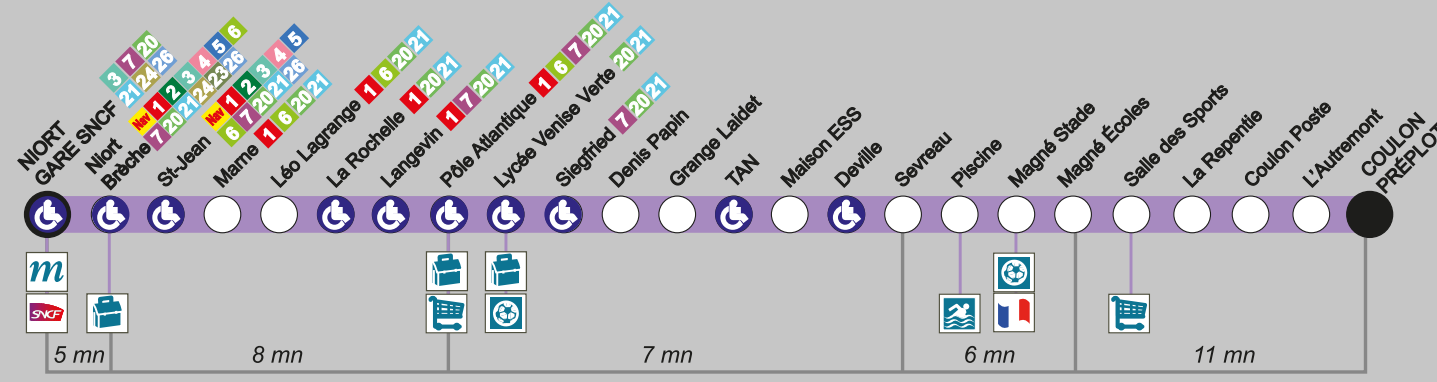 3 7 20
21 24 26
NIORT
GARE SNCF
Nav 1 2 3 4 5 6
7 20 21 24 23 26
Niort
Brèche
Nav 1 2 3 4 5
6 7 20 21 26
St-Jean
Marne 1 6 20 21
Léo Lagrange 1 6 20 21
La Rochelle 1 20 21
Langevin 1 7 20 21
Pôle Atlantique 1 6 7 20 21
Lycée Venise Verte 20 21
Siegfried 7 20 21
Denis Papin
Grange Laidet
TAN
Maison ESS
Deville
Sevreau
Piscine
Magné Stade
Magné Écoles
Salle des Sports
La Repentie
Coulon Poste
L'Autremont
COULON
m
SNCF
5 mn
8 mn
7 mn
6 mn
11 mn